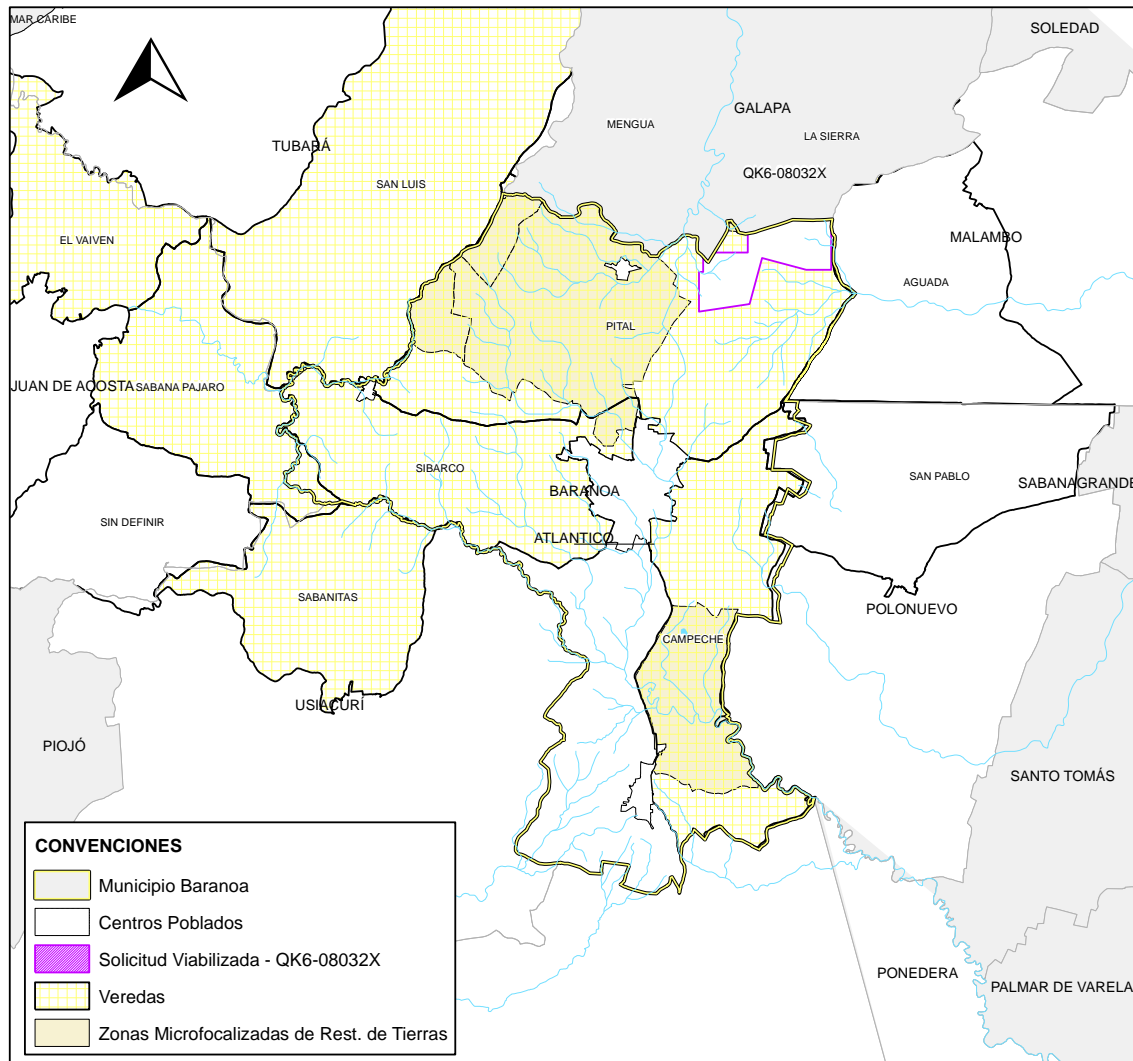 MAR CARIBE
SOLEDAD
GALAPA
MENGUA
LA SIERRA
TUBARÁ
QK6-08032X
SAN LUIS
EL VAIVEN
MALAMBO
AGUADA
PITAL
JUAN DE ACOSTA
SABANA PAJARO
SIBARCO
SAN PABLO
SABANAGRANDE
BARANOA
SIN DEFINIR
ATLANTICO
SABANITAS
POLONUEVO
CAMPECHE
USIACURÍ
PIOJÓ
SANTO TOMÁS
PONEDERA
PALMAR DE VARELA
CONVENCIONES
Municipio Baranoa
Centros Poblados
Solicitud Viabilizada - QK6-08032X
Veredas
Zonas Microfocalizadas de Rest. de Tierras